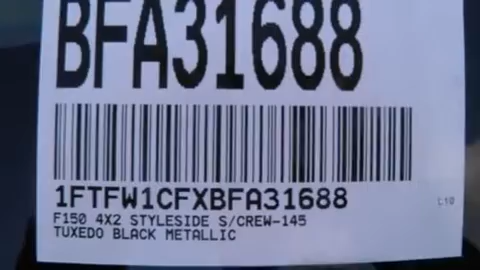 BFA31688
1FTFW1CFXBFA31688
F150 4X2 STYLESIDE S/CREW-145
TUXEDO BLACK METALLIC